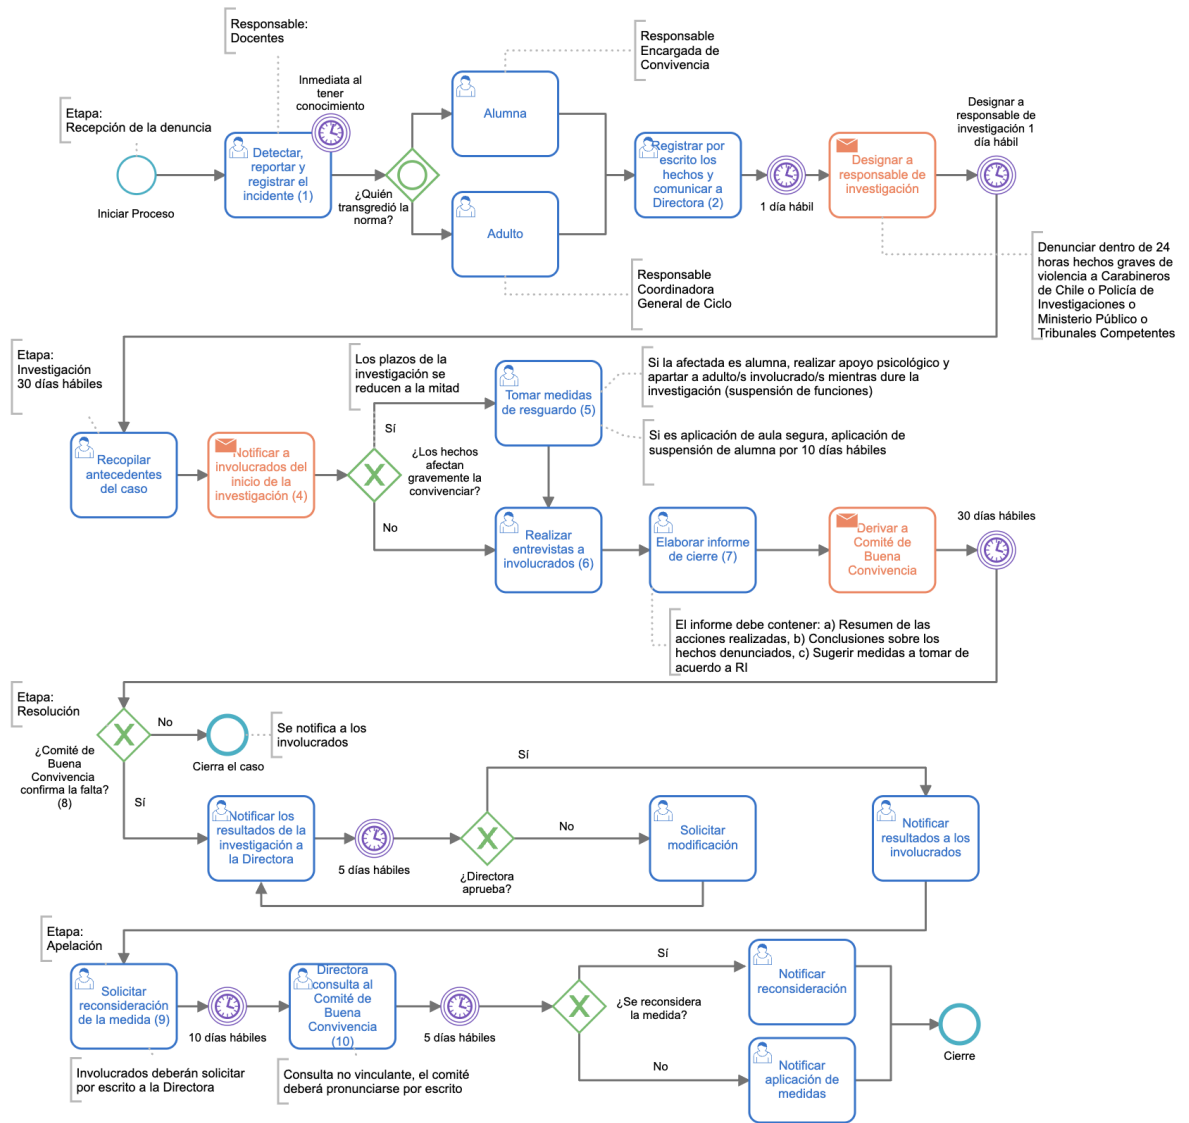 Responsable:
Docentes
Responsable
Encargada de
Convivencia
Etapa:
Recepción de la denuncia
Inmediata al
tener
conocimiento
Iniciar Proceso
Detectar,
reportar y
registrar el
incidente (1)
¿Quién
transgredió la
norma?
Alumna
Adulto
Responsable
Coordinadora
General de Ciclo
Registrar por
escrito los
hechos y
comunicar a
Directora (2)
1 día hábil
Designar a
responsable de
investigación
Designar a
responsable de
investigación 1
día hábil
Denunciar dentro de 24
horas hechos graves de
violencia a Carabineros
de Chile o Policía de
Investigaciones o
Ministerio Público o
Tribunales Competentes
Etapa:
Investigación
30 días hábiles
Recopilar
antecedentes
del caso
Notificar a
involucrados del
inicio de la
investigación (4)
Los plazos de la
investigación se
reducen a la mitad
Sí
¿Los hechos
afectan
gravemente la
convivenciar?
No
Tomar medidas
de resguardo (5)
Si la afectada es alumna, realizar apoyo psicológico y
apartar a adulto/s involucrado/s mientras dure la
investigación (suspensión de funciones)
Si es aplicación de aula segura, aplicación de
suspensión de alumna por 10 días hábiles
Realizar
entrevistas a
involucrados (6)
Elaborar informe
de cierre (7)
Derivar a
Comité de
Buena
Convivencia
30 días hábiles
El informe debe contener: a) Resumen de las
acciones realizadas, b) Conclusiones sobre los
hechos denunciados, c) Sugerir medidas a tomar de
acuerdo a RI
Etapa:
Resolución
¿Comité de
Buena
Convivencia
confirma la falta?
(8)
No
Cierra el caso
Se notifica a los
involucrados
Sí
Notificar los
resultados de la
investigación a
la Directora
5 días hábiles
¿Directora
aprueba?
Sí
No
Solicitar
modificación
Notificar
resultados a los
involucrados
Etapa:
Apelación
Solicitar
reconsideración
de la medida (9)
Involucrados deberán solicitar
por escrito a la Directora
10 días hábiles
Directora
consulta al
Comité de
Buena
Convivencia
(10)
Consulta no vinculante, el comité
deberá pronunciarse por escrito
5 días hábiles
¿Se reconsidera
la medida?
Sí
No
Notificar
reconsideración
Notificar
aplicación de
medidas
Cierre